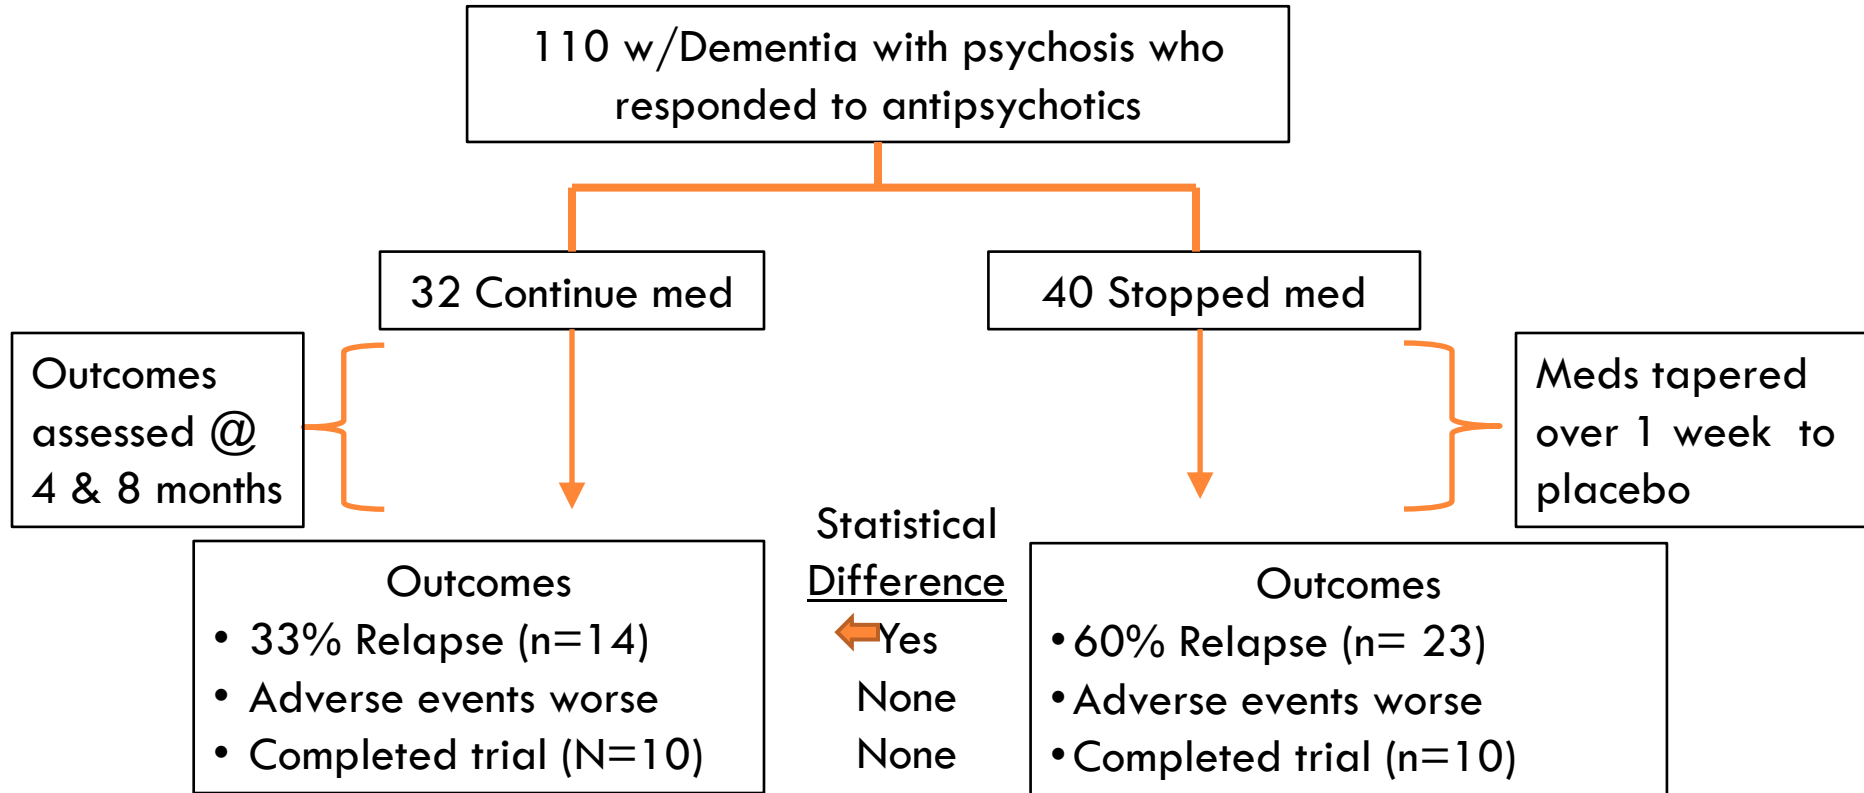 110 w/Dementia with psychosis who
responded to antipsychotics
32 Continue med
40 Stopped med
Outcomes
assessed @
4 & 8 months
Meds tapered
over 1 week to
placebo
Outcomes
• 33% Relapse (n=14)
• Adverse events worse
• Completed trial (N=10)
Statistical
Difference
Yes
None
None
Outcomes
• 60% Relapse (n= 23)
• Adverse events worse
• Completed trial (n=10)